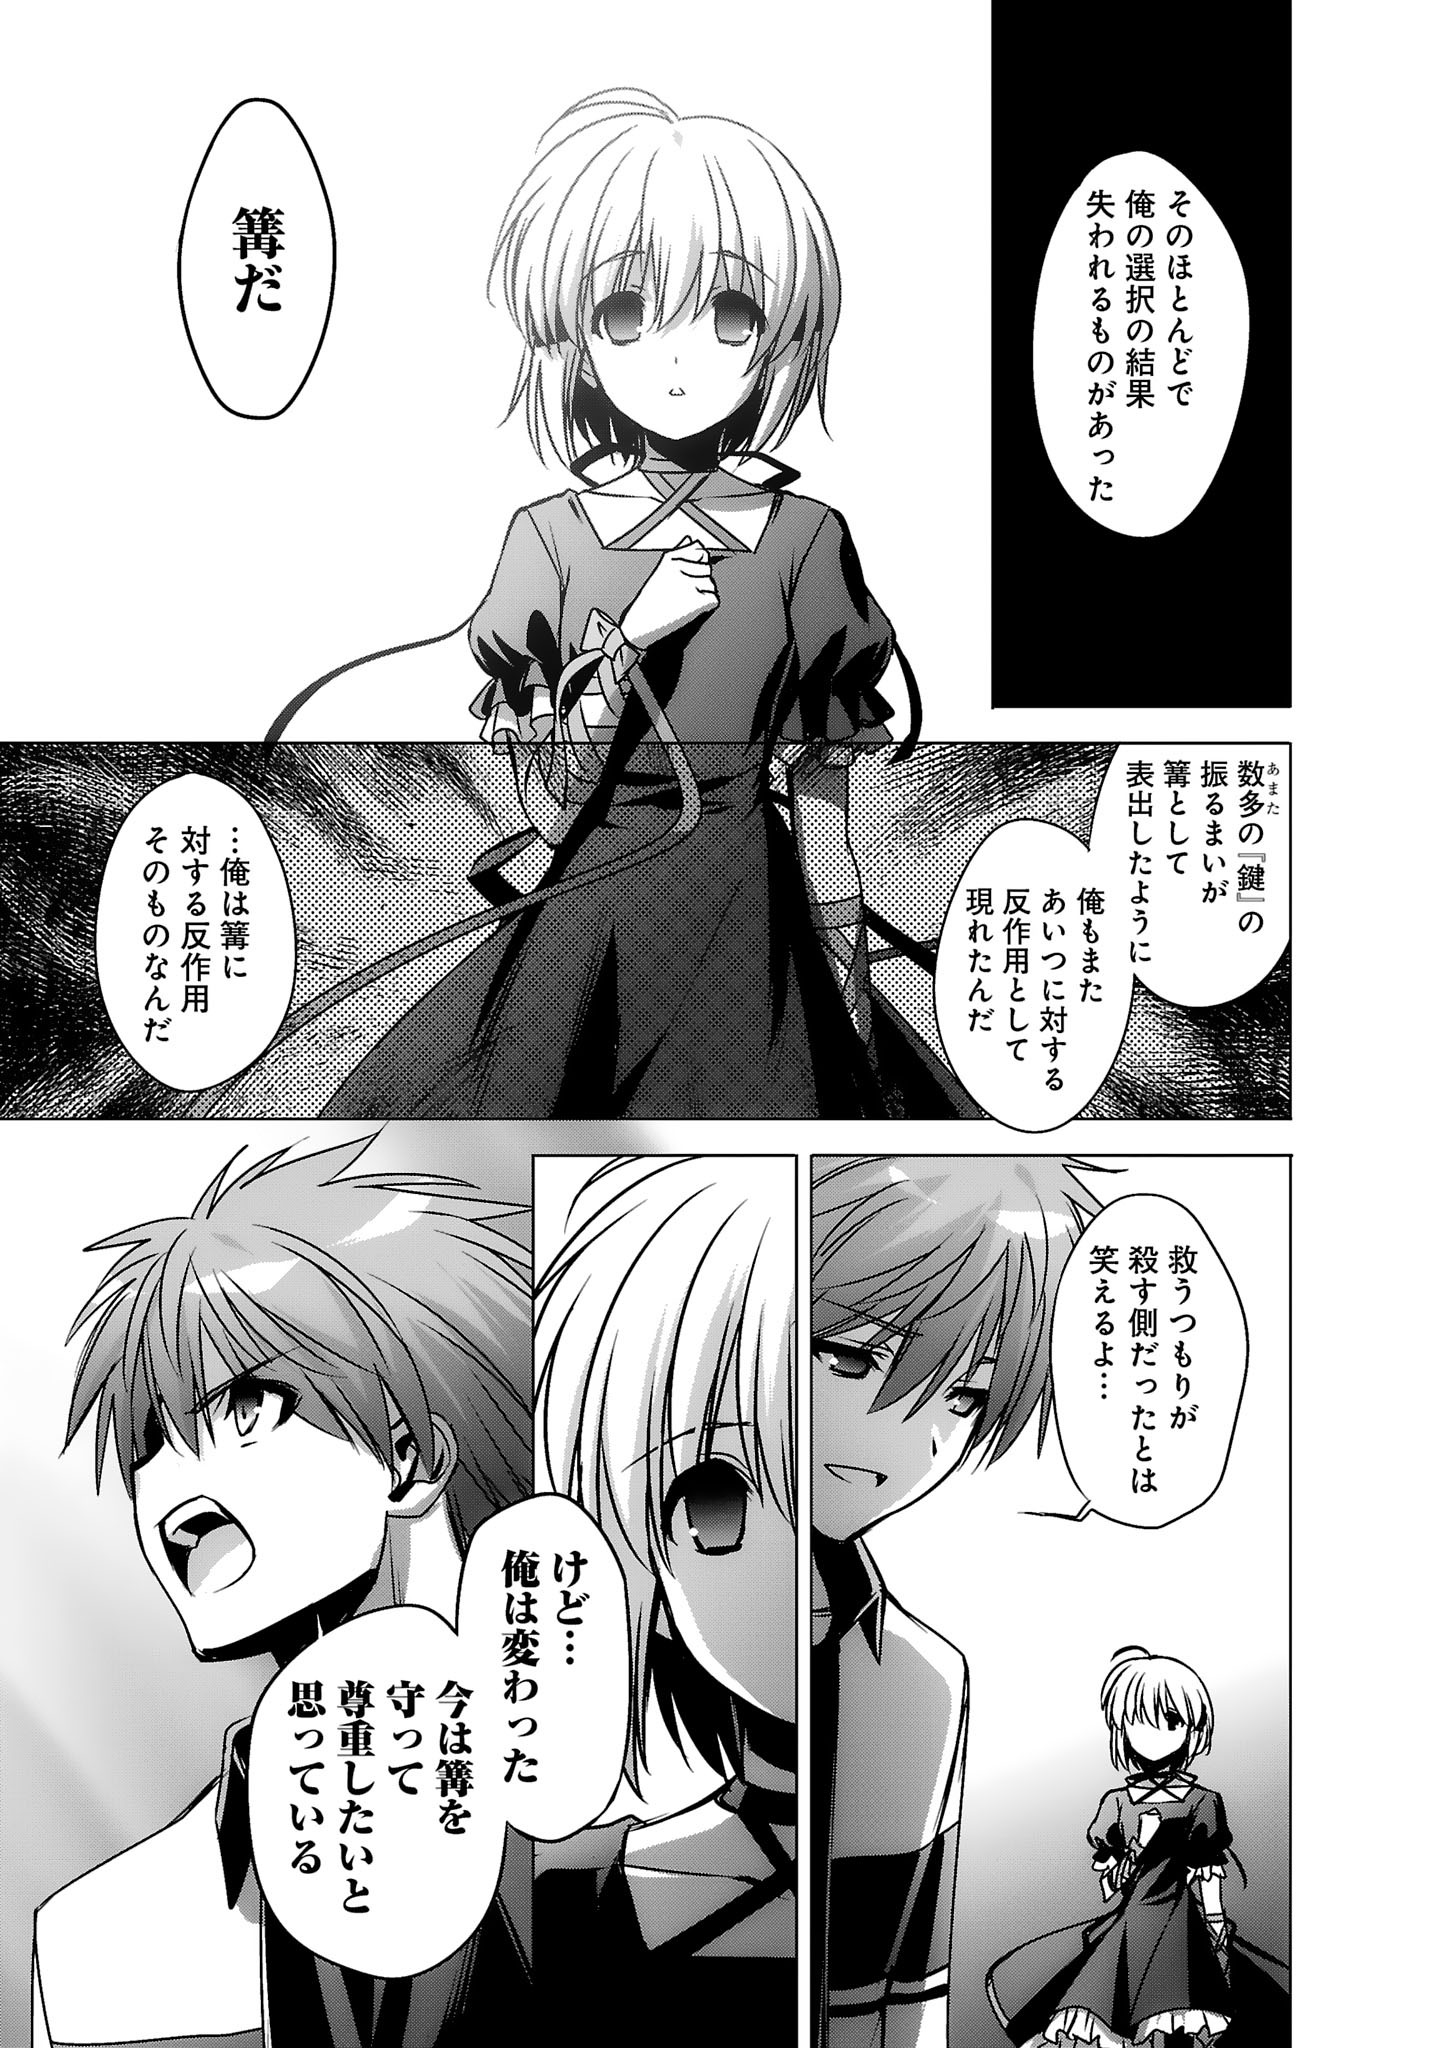 そのほとんどで
俺の選択の結果
失われるものがあった
篝だ
数多の『鍵』の
あまた
振るまいが
篝として
表出したように
俺もまた
あいつに対する
反作用として
現れたんだ
…俺は篝に
対する反作用
そのものなんだ
救うつもりが
殺す側だったとは
笑えるよ…
けど…
俺は変わった
今は篝を
守って
尊重したいと
思っている